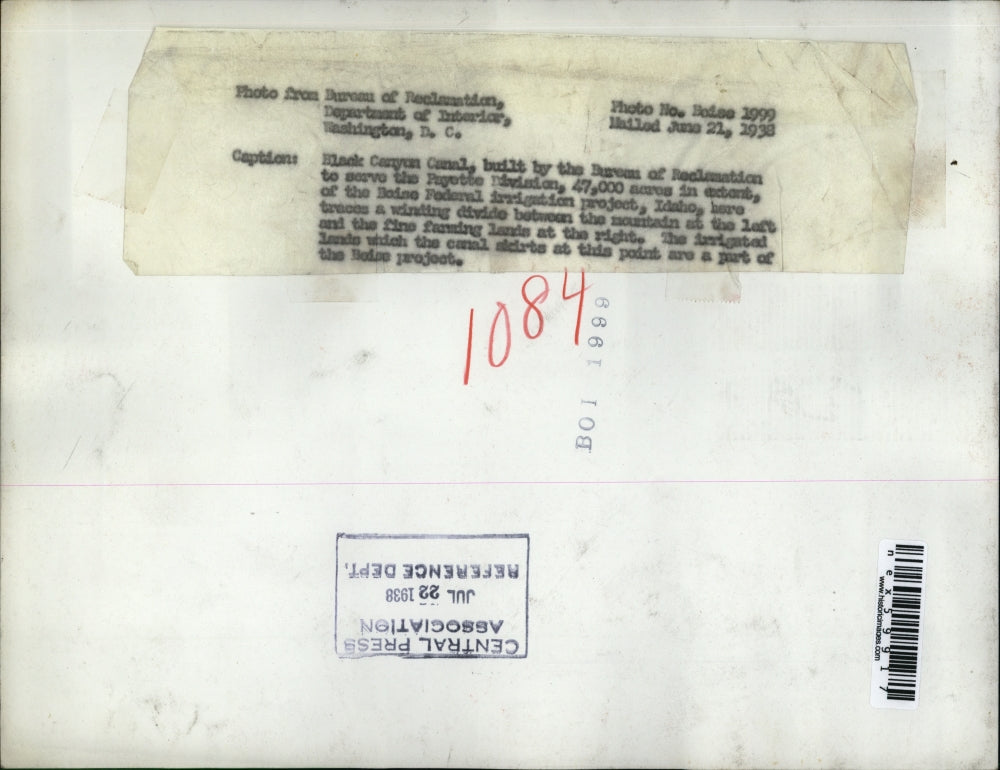 Photo from Bureau of Reclamation,
Department of Interior,
Washington, D. C.
Photo No. Boise 1999
Mailed June 21, 1938
Caption: Black Canyon Canal, built by the Bureau of Reclamation
to serve the Payette Division, 47,000 acres in extent,
of the Boise Federal irrigation project, Idaho, here
traces a winding divide between the mountain at the left
and the fine farming lands at the right. The irrigated
lands which the canal skirts at this point are a part of
the Boise project.
1084
BOI 1999
CENTRAL PRESS
ASSOCIATION
JUL 22 1938
REFERENCE DEPT.
nex59917
www.historicimages.com